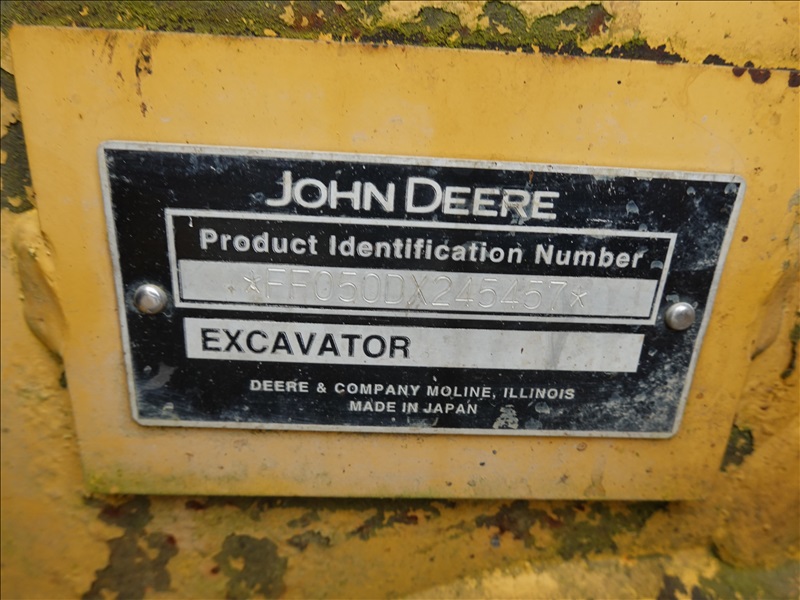 JOHN DEERE
Product Identification Number
*FF050DX245457*
EXCAVATOR
DEERE & COMPANY MOLINE, ILLINOIS
MADE IN JAPAN